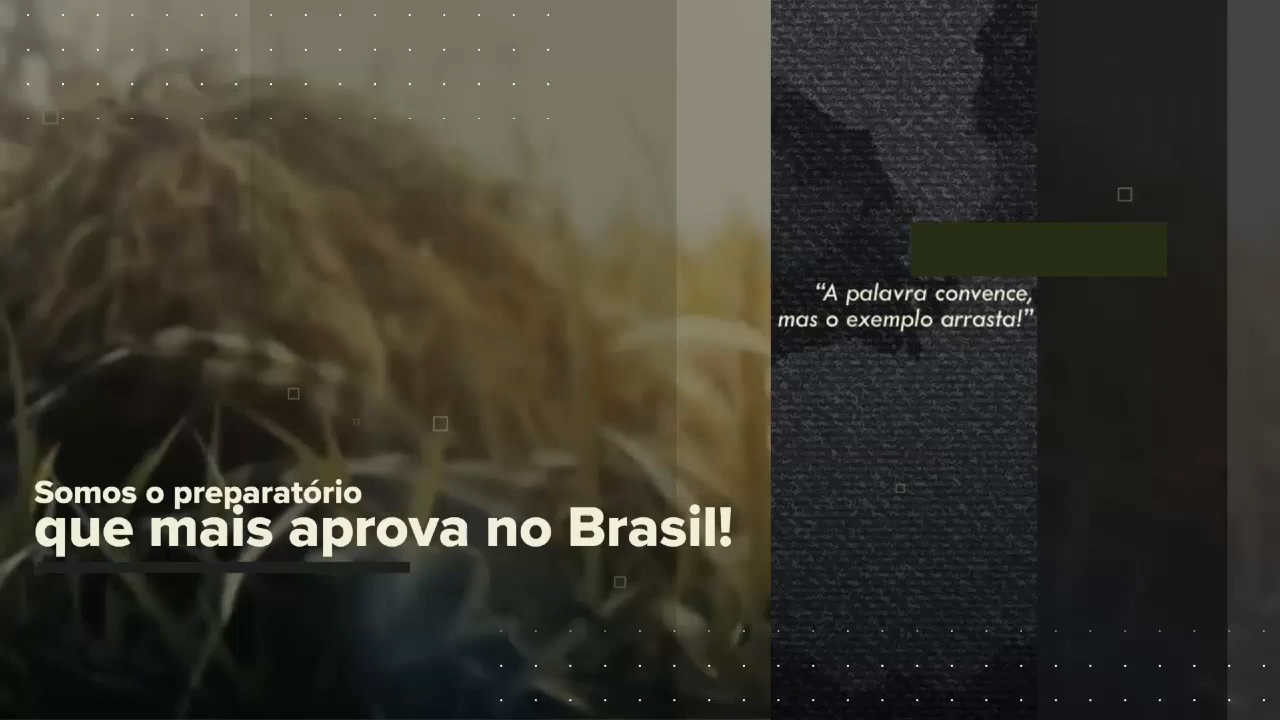 Somos o preparatório
que mais aprova no Brasil!
“A palavra convence,
mas o exemplo arrasta!”